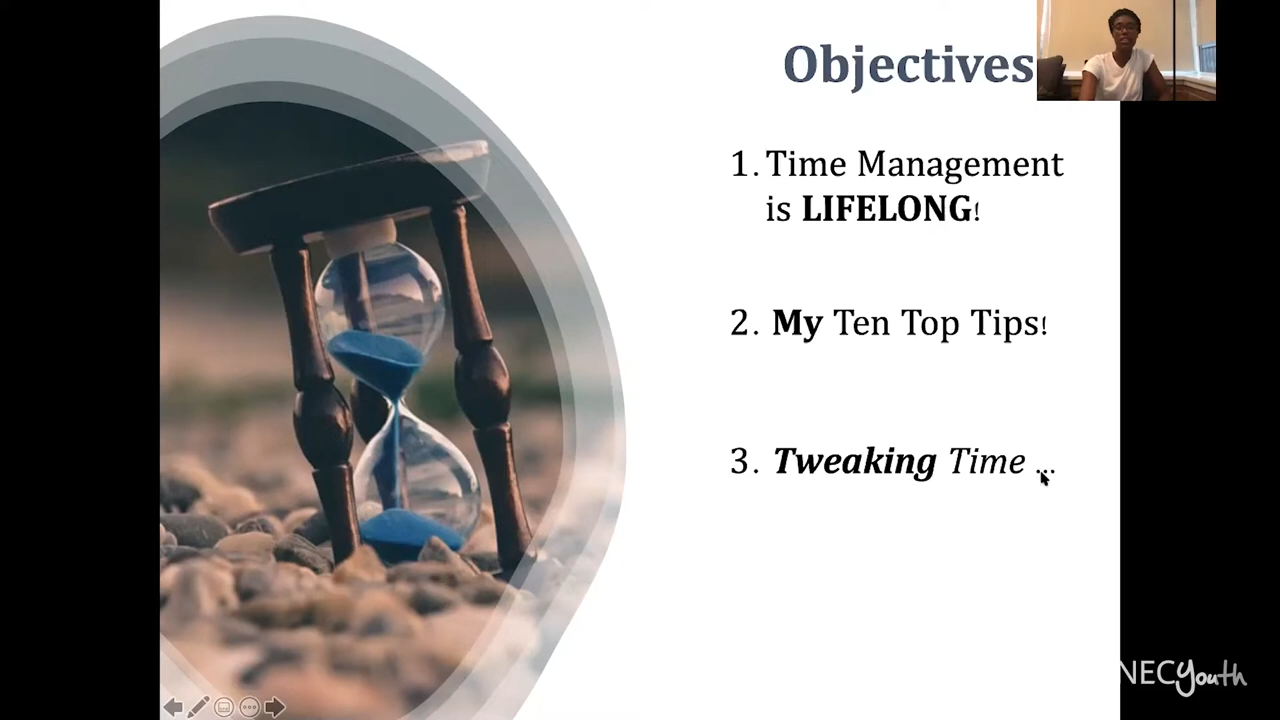 Objectives
1. Time Management
is LIFELONG!
2. My Ten Top Tips!
3. Tweaking Time ...
NECYouth